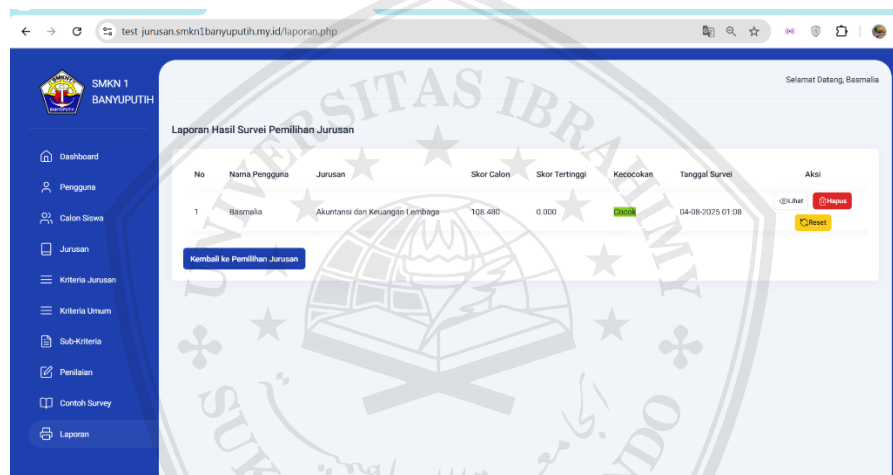 test-jurusan.smkn1banyuputih.my.id/laporan.php
SMKN 1
BANYUPUTIH
Selamat Datang, Basmalia
Laporan Hasil Survei Pemilihan Jurusan
Dashboard
Pengguna
Calon Siswa
Jurusan
Kriteria Jurusan
Kriteria Umum
Sub-Kriteria
Penilaian
Contoh Survey
Laporan
No Nama Pengguna Jurusan Skor Calon Skor Tertinggi Kecocokan Tanggal Survei Aksi
1 Basmalia Akuntansi dan Keuangan Lembaga 108.480 0.000 Cocok 04-08-2025 01:08 Lihat Hapus
Reset
Kembali ke Pemilihan Jurusan
UNIVERSITAS IBRAHIMY